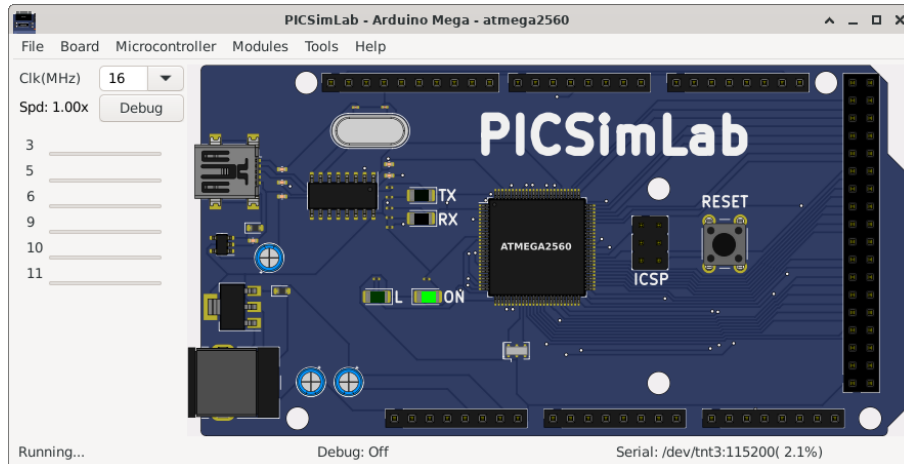 PICSimLab - Arduino Mega - atmega2560
File Board Microcontroller Modules Tools Help
Clk(MHz) 16
Spd: 1.00x Debug
3
5
6
9
10
11
PICSimLab
TX
RX
ATMEGA2560
RESET
ICSP
L
ON
Running...
Debug: Off
Serial: /dev/tnt3:115200( 2.1%)